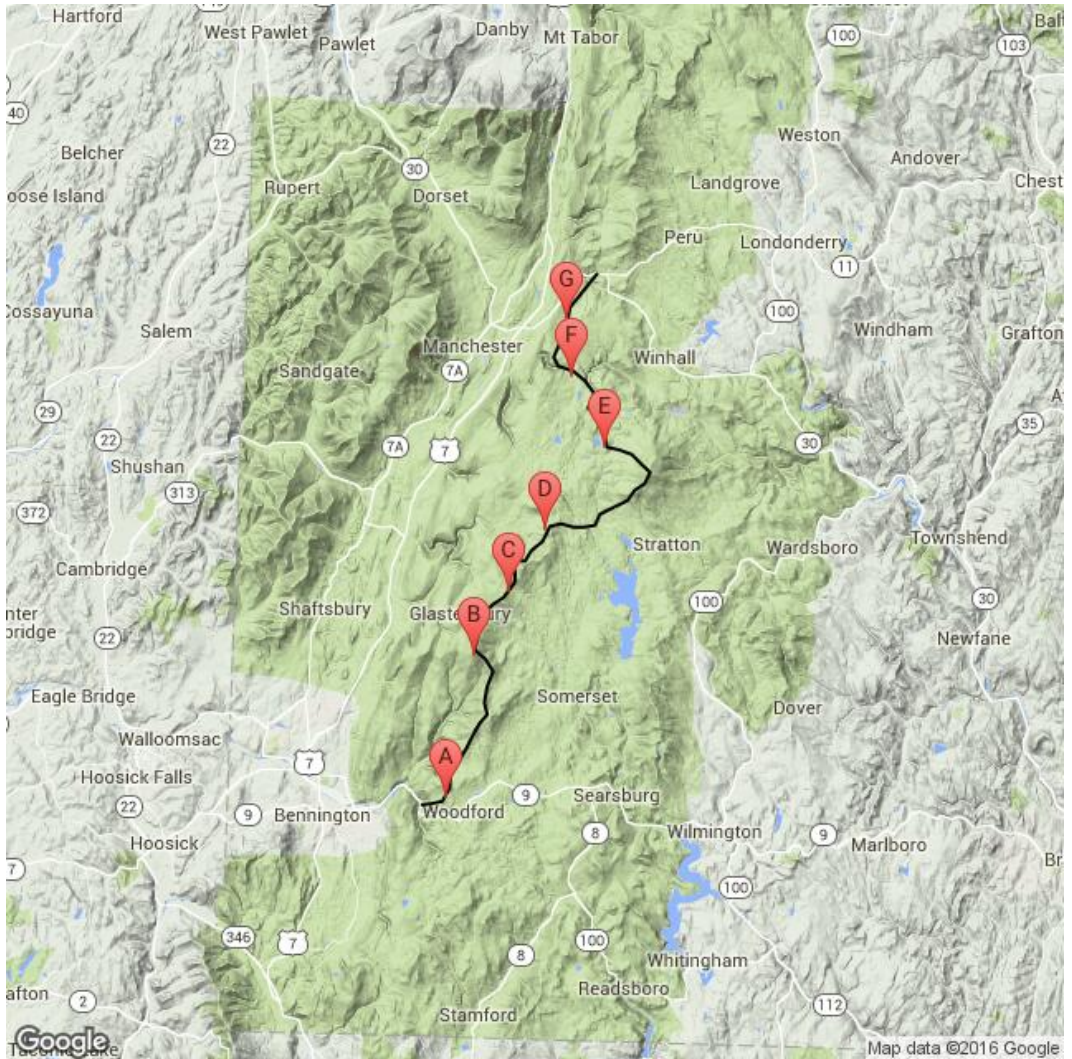 Hartford
West Pawlet
Pawlet
Danby
Mt Tabor
100
103
40
22
Belcher
30
Weston
Andover
Rupert
Dorset
Landgrove
Peru
Londonderry
11
G
100
Salem
F
Windham
Manchester
Winhall
7A
Sandgate
E
29
22
7A
7
30
35
Shushan
313
D
372
Townshend
Stratton
Wardsboro
C
Cambridge
Shaftsbury
B
100
30
22
Newfane
Eagle Bridge
Somerset
Dover
Walloomsac
7
A
Hoosick Falls
22
9
Bennington
Woodford
9
Searsburg
8
Wilmington
9
Hoosick
Marlboro
7
100
346
7
100
8
Whitingham
Readsboro
2
Stamford
112
Google
Map data ©2016 Google